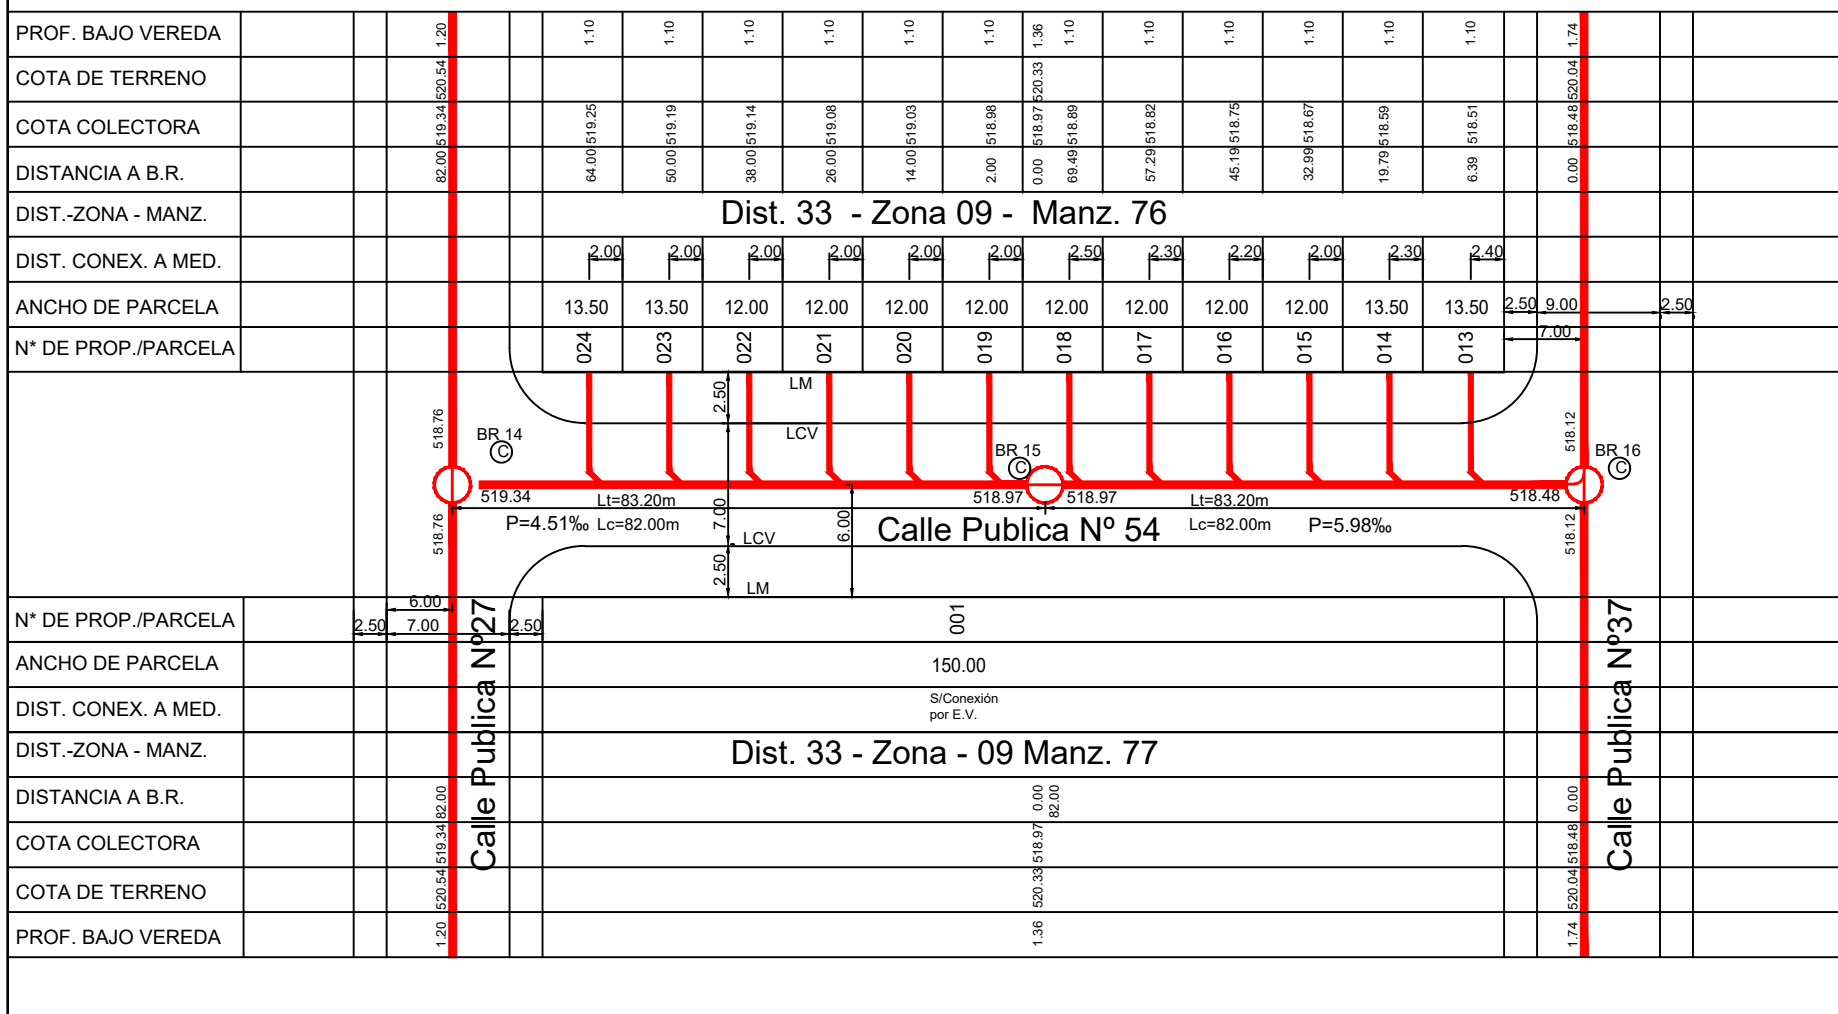 PROF. BAJO VEREDA 1.20 1.10 1.10 1.10 1.10 1.10 1.10 1.36 1.10 1.10 1.10 1.10 1.10 1.10 1.74
COTA DE TERRENO 520.54 520.33 520.04
COTA COLECTORA 519.34 519.25 519.19 519.14 519.08 519.03 518.98 518.97 518.89 518.82 518.75 518.67 518.59 518.51 518.48
DISTANCIA A B.R. 82.00 64.00 50.00 38.00 26.00 14.00 2.00 0.00 69.49 57.29 45.19 32.99 19.79 6.39 0.00
DIST.-ZONA - MANZ. Dist. 33 - Zona 09 - Manz. 76
DIST. CONEX. A MED. 2.00 2.00 2.00 2.00 2.00 2.00 2.50 2.30 2.20 2.00 2.30 2.40
ANCHO DE PARCELA 13.50 13.50 12.00 12.00 12.00 12.00 12.00 12.00 12.00 12.00 13.50 13.50 2.50 9.00 2.50
N* DE PROP./PARCELA 024 023 022 021 020 019 018 017 016 015 014 013 7.00
2.50 LM
518.76 LCV 518.12
BR 14 C BR 15 C BR 16 C
519.34 Lt=83.20m 518.97 518.97 Lt=83.20m 518.48
P=4.51‰ Lc=82.00m 7.00 6.00 Calle Publica Nº 54 Lc=82.00m P=5.98‰
518.76 LCV 518.12
2.50 LM
N* DE PROP./PARCELA 6.00 001
2.50 7.00 2.50
ANCHO DE PARCELA 150.00
DIST. CONEX. A MED. S/Conexión
por E.V.
Calle Publica Nº27
Calle Publica Nº37
DIST.-ZONA - MANZ. Dist. 33 - Zona - 09 Manz. 77
DISTANCIA A B.R. 82.00 0.00 82.00 0.00
COTA COLECTORA 519.34 518.97 518.48
COTA DE TERRENO 520.54 520.33 520.04
PROF. BAJO VEREDA 1.20 1.36 1.74